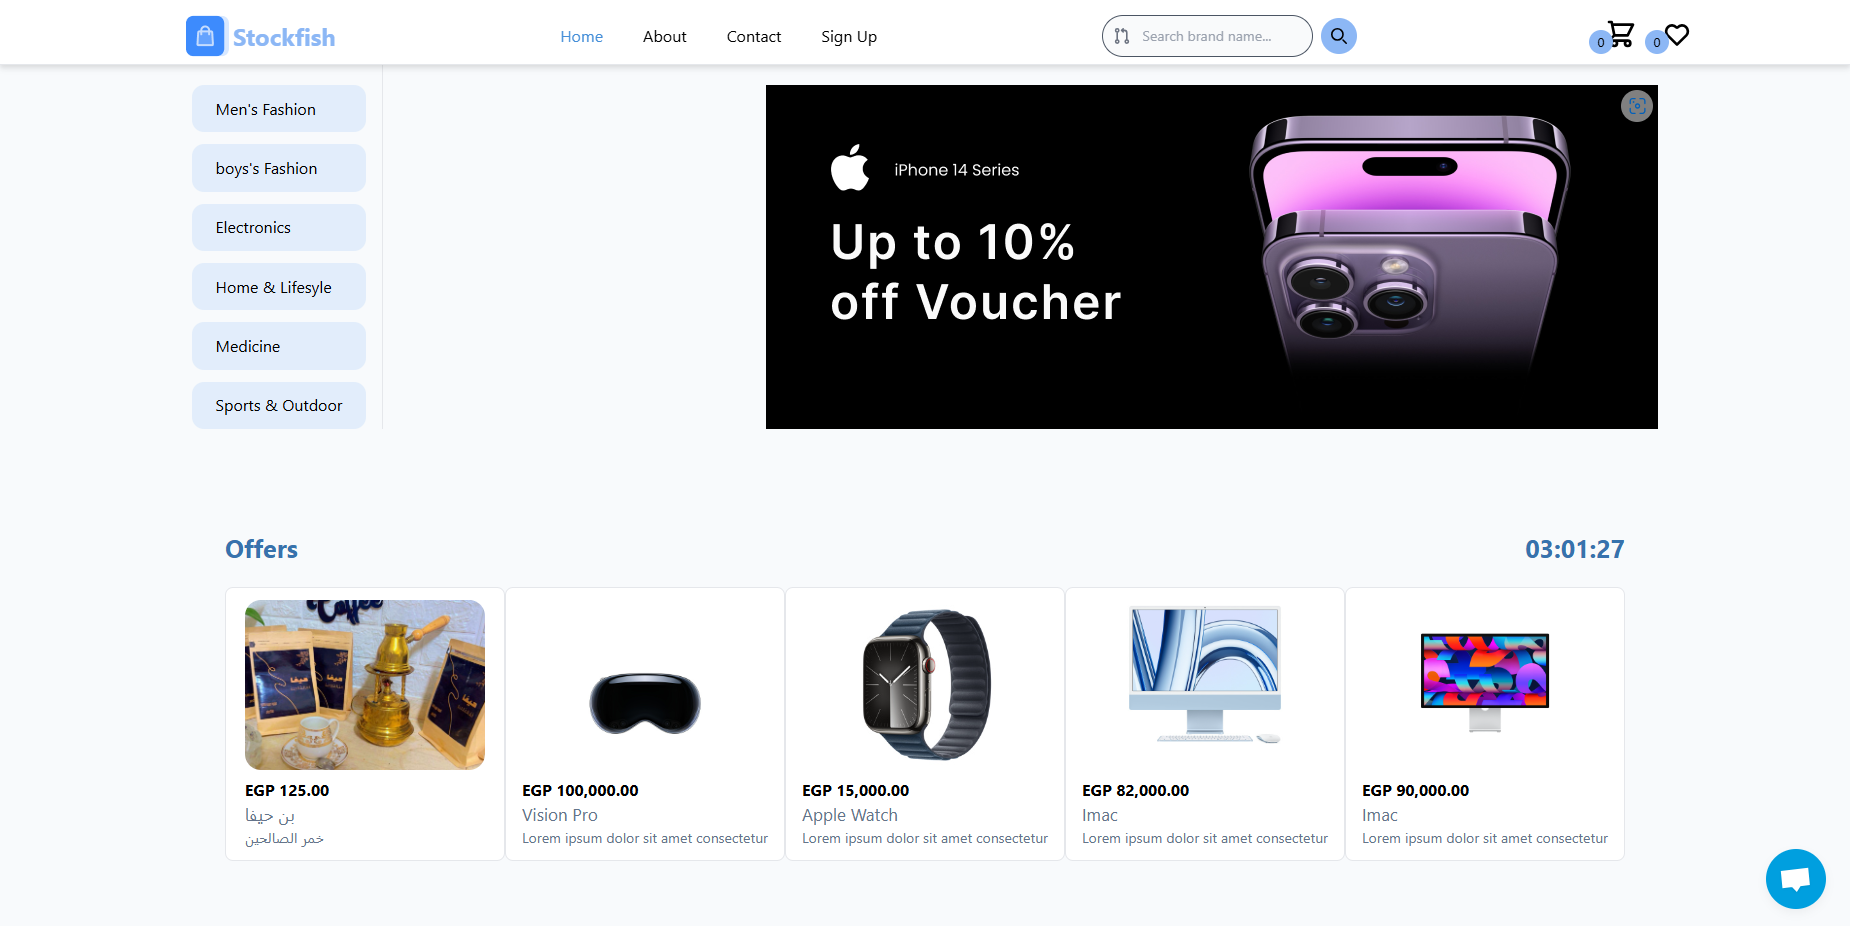 Stockfish
Home About Contact Sign Up
Search brand name...
0 0
Men's Fashion
boys's Fashion
Electronics
Home & Lifesyle
Medicine
Sports & Outdoor
iPhone 14 Series
Up to 10%
off Voucher
Offers
03:01:27
Coffee
حيفا
EGP 125.00
بن حيفا
خمر الصالحين
EGP 100,000.00
Vision Pro
Lorem ipsum dolor sit amet consectetur
EGP 15,000.00
Apple Watch
Lorem ipsum dolor sit amet consectetur
EGP 82,000.00
Imac
Lorem ipsum dolor sit amet consectetur
EGP 90,000.00
Imac
Lorem ipsum dolor sit amet consectetur